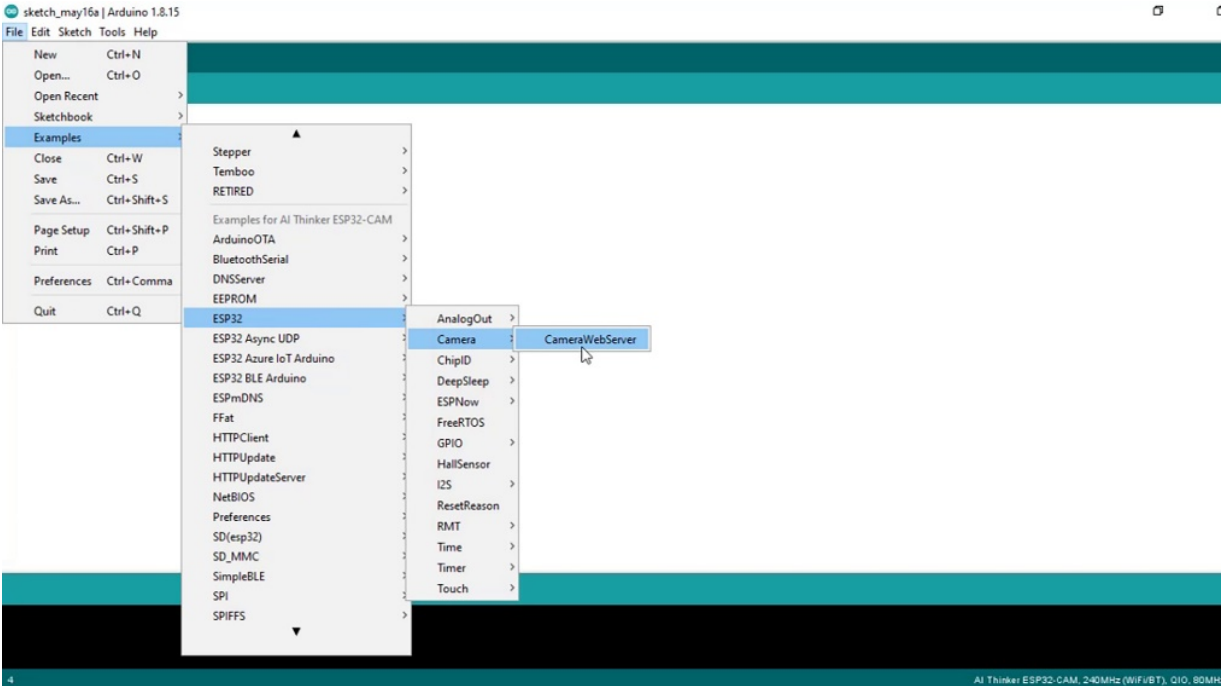 sketch_may16a | Arduino 1.8.15
File Edit Sketch Tools Help
New Ctrl+N
Open... Ctrl+O
Open Recent
Sketchbook
Examples
Close Ctrl+W
Save Ctrl+S
Save As... Ctrl+Shift+S
Page Setup Ctrl+Shift+P
Print Ctrl+P
Preferences Ctrl+Comma
Quit Ctrl+Q
Stepper
Temboo
RETIRED
Examples for AI Thinker ESP32-CAM
ArduinoOTA
BluetoothSerial
DNSServer
EEPROM
ESP32
ESP32 Async UDP
ESP32 Azure IoT Arduino
ESP32 BLE Arduino
ESPmDNS
FFat
HTTPClient
HTTPUpdate
HTTPUpdateServer
NetBIOS
Preferences
SD(esp32)
SD_MMC
SimpleBLE
SPI
SPIFFS
AnalogOut
Camera
ChipID
DeepSleep
ESPNow
FreeRTOS
GPIO
HallSensor
I2S
ResetReason
RMT
Time
Timer
Touch
CameraWebServer
4
AI Thinker ESP32-CAM, 240MHz (WiFi/BT), QIO, 80MH